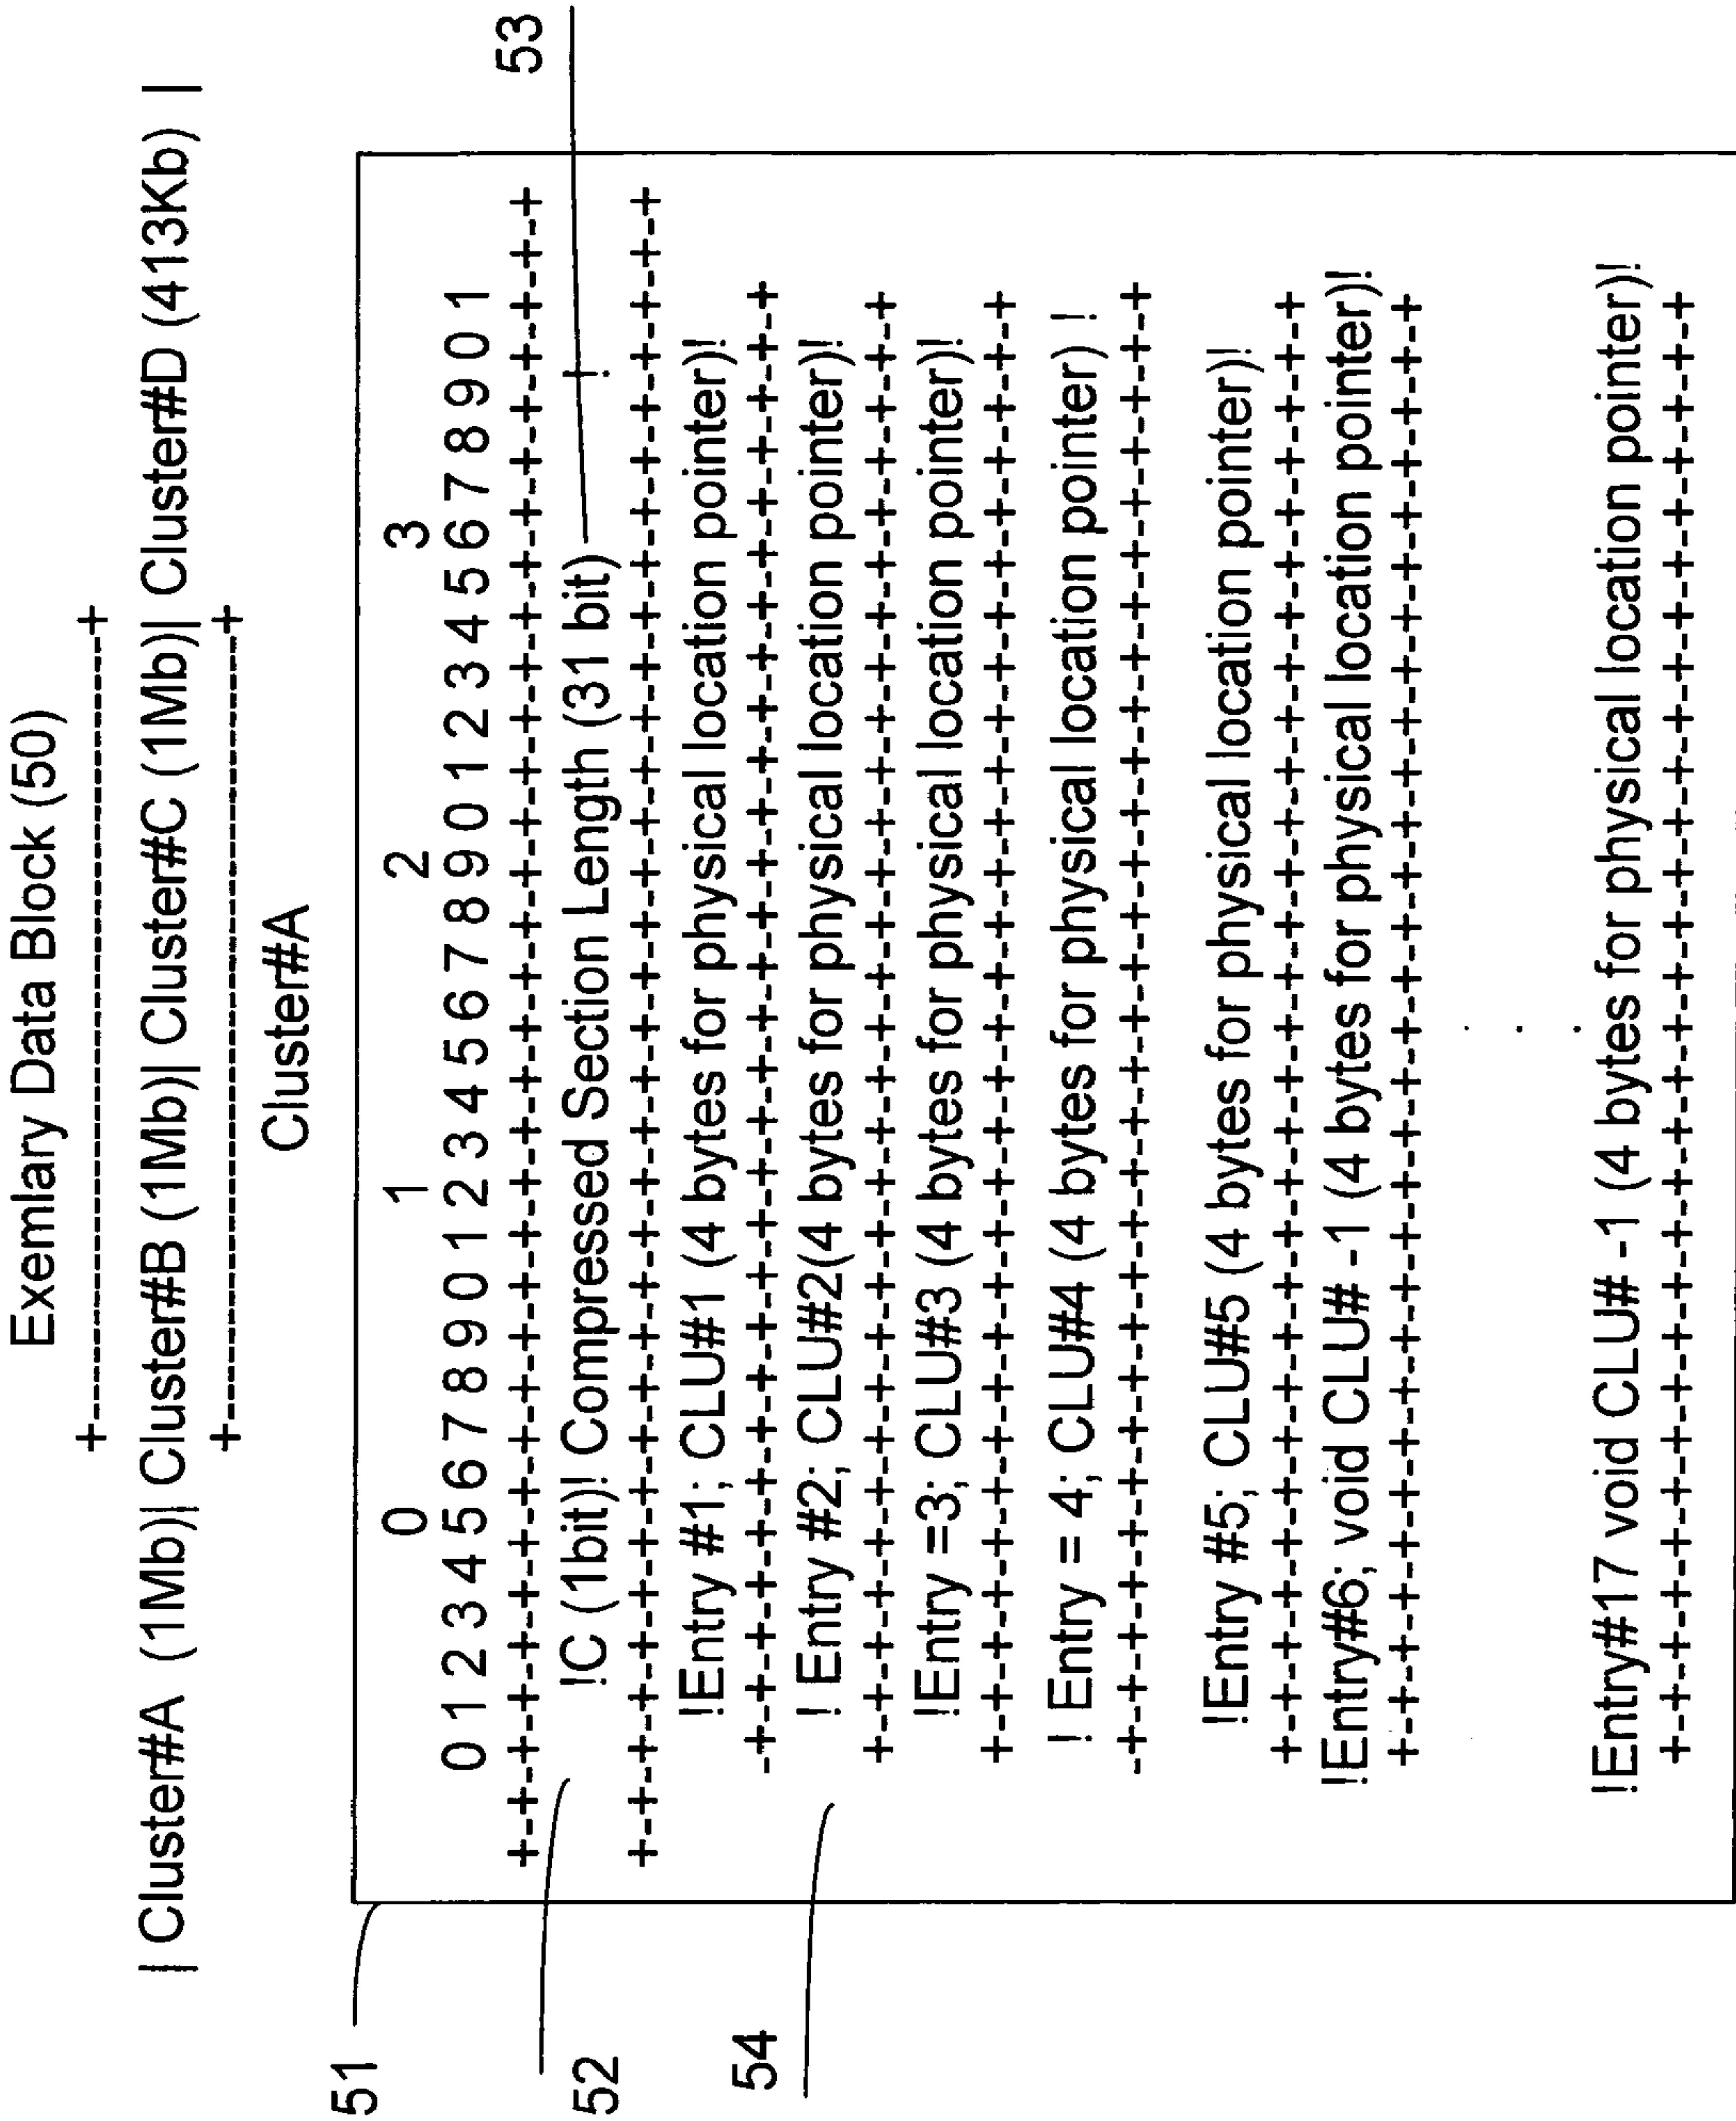 Exemlary Data Block (50)
+------------------------------------------+
| Cluster#A (1Mb)| Cluster#B (1Mb)| Cluster#C (1Mb)| Cluster#D (413Kb) |
+------------------------------------------+
Cluster#A
51
0 1 2 3
0 1 2 3 4 5 6 7 8 9 0 1 2 3 4 5 6 7 8 9 0 1 2 3 4 5 6 7 8 9 0 1
+-+-+-+-+-+-+-+-+-+-+-+-+-+-+-+-+-+-+-+-+-+-+-+-+-+-+-+-+-+-+-+-+
52
!C (1bit)! Compressed Section Length (31 bit) !
53
+-+-+-+-+-+-+-+-+-+-+-+-+-+-+-+-+-+-+-+-+-+-+-+-+-+-+-+-+-+-+-+-+
!Entry #1; CLU#1 (4 bytes for physical location pointer)!
-+-+-+-+-+-+-+-+-+-+-+-+-+-+-+-+-+-+-+-+-+-+-+-+-+-+-+-+-+
54
! Entry #2; CLU#2(4 bytes for physical location pointer)!
+-+-+-+-+-+-+-+-+-+-+-+-+-+-+-+-+-+-+-+-+-+-+-+-+-+-+-+-+
!Entry =3; CLU#3 (4 bytes for physical location pointer)!
+-+-+-+-+-+-+-+-+-+-+-+-+-+-+-+-+-+-+-+-+-+-+-+-+-+-+-+-+
! Entry = 4; CLU#4 (4 bytes for physical location pointer) !
-+-+-+-+-+-+-+-+-+-+-+-+-+-+-+-+-+-+-+-+-+-+-+-+-+-+-+-+-+
!Entry #5; CLU#5 (4 bytes for physical location pointer)!
+-+-+-+-+-+-+-+-+-+-+-+-+-+-+-+-+-+-+-+-+-+-+-+-+-+-+-+-+
!Entry#6; void CLU# -1 (4 bytes for physical location pointer)!
+-+-+-+-+-+-+-+-+-+-+-+-+-+-+-+-+-+-+-+-+-+-+-+-+-+-+-+-+
.
.
.
!Entry#17 void CLU# -1 (4 bytes for physical location pointer)!
+-+-+-+-+-+-+-+-+-+-+-+-+-+-+-+-+-+-+-+-+-+-+-+-+-+-+-+-+